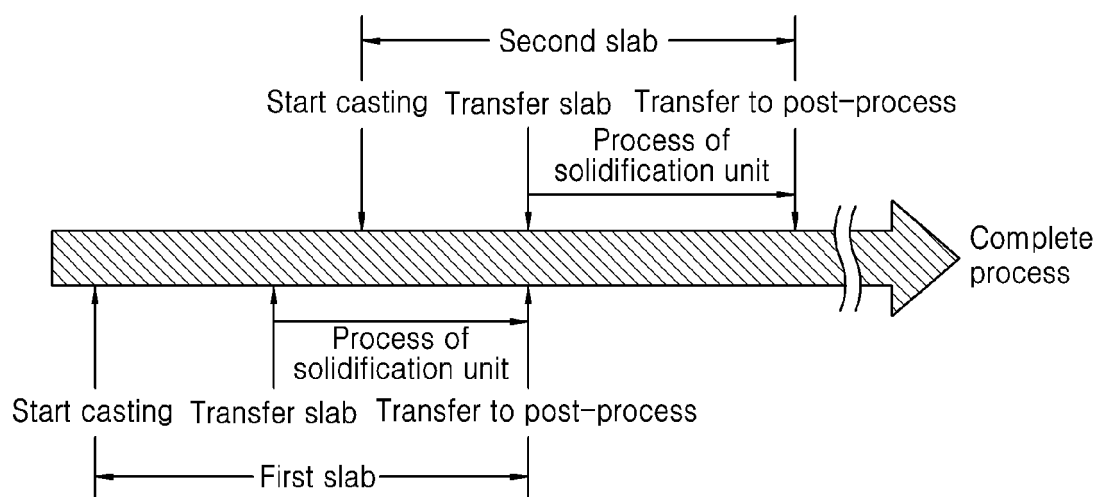 Second slab
Start casting Transfer slab Transfer to post-process
Process of
solidification unit
Complete
process
Process of
solidification unit
Start casting Transfer slab Transfer to post-process
First slab